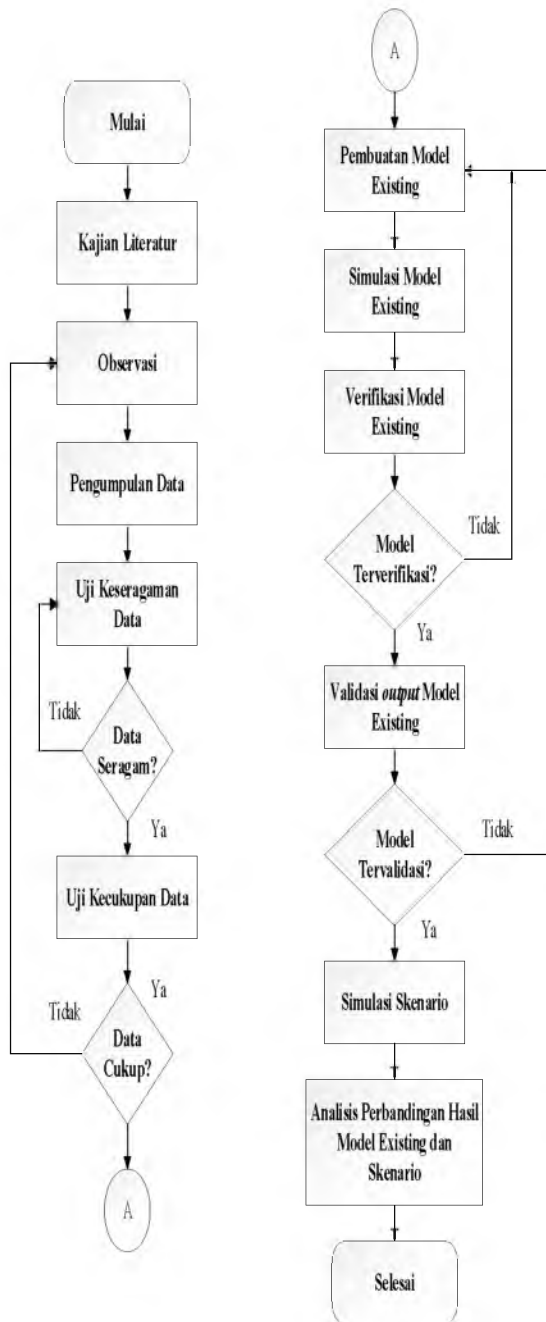 Mulai
Kajian Literatur
Observasi
Pengumpulan Data
Uji Keseragaman
Data
Tidak
Data
Seragam?
Ya
Uji Kecukupan Data
Ya
Tidak
Data
Cukup?
A
A
Pembuatan Model
Existing
Simulasi Model
Existing
Verifikasi Model
Existing
Tidak
Model
Terverifikasi?
Ya
Validasi output Model
Existing
Tidak
Model
Tervalidasi?
Ya
Simulasi Skenario
Analisis Perbandingan Hasil
Model Existing dan
Skenario
Selesai